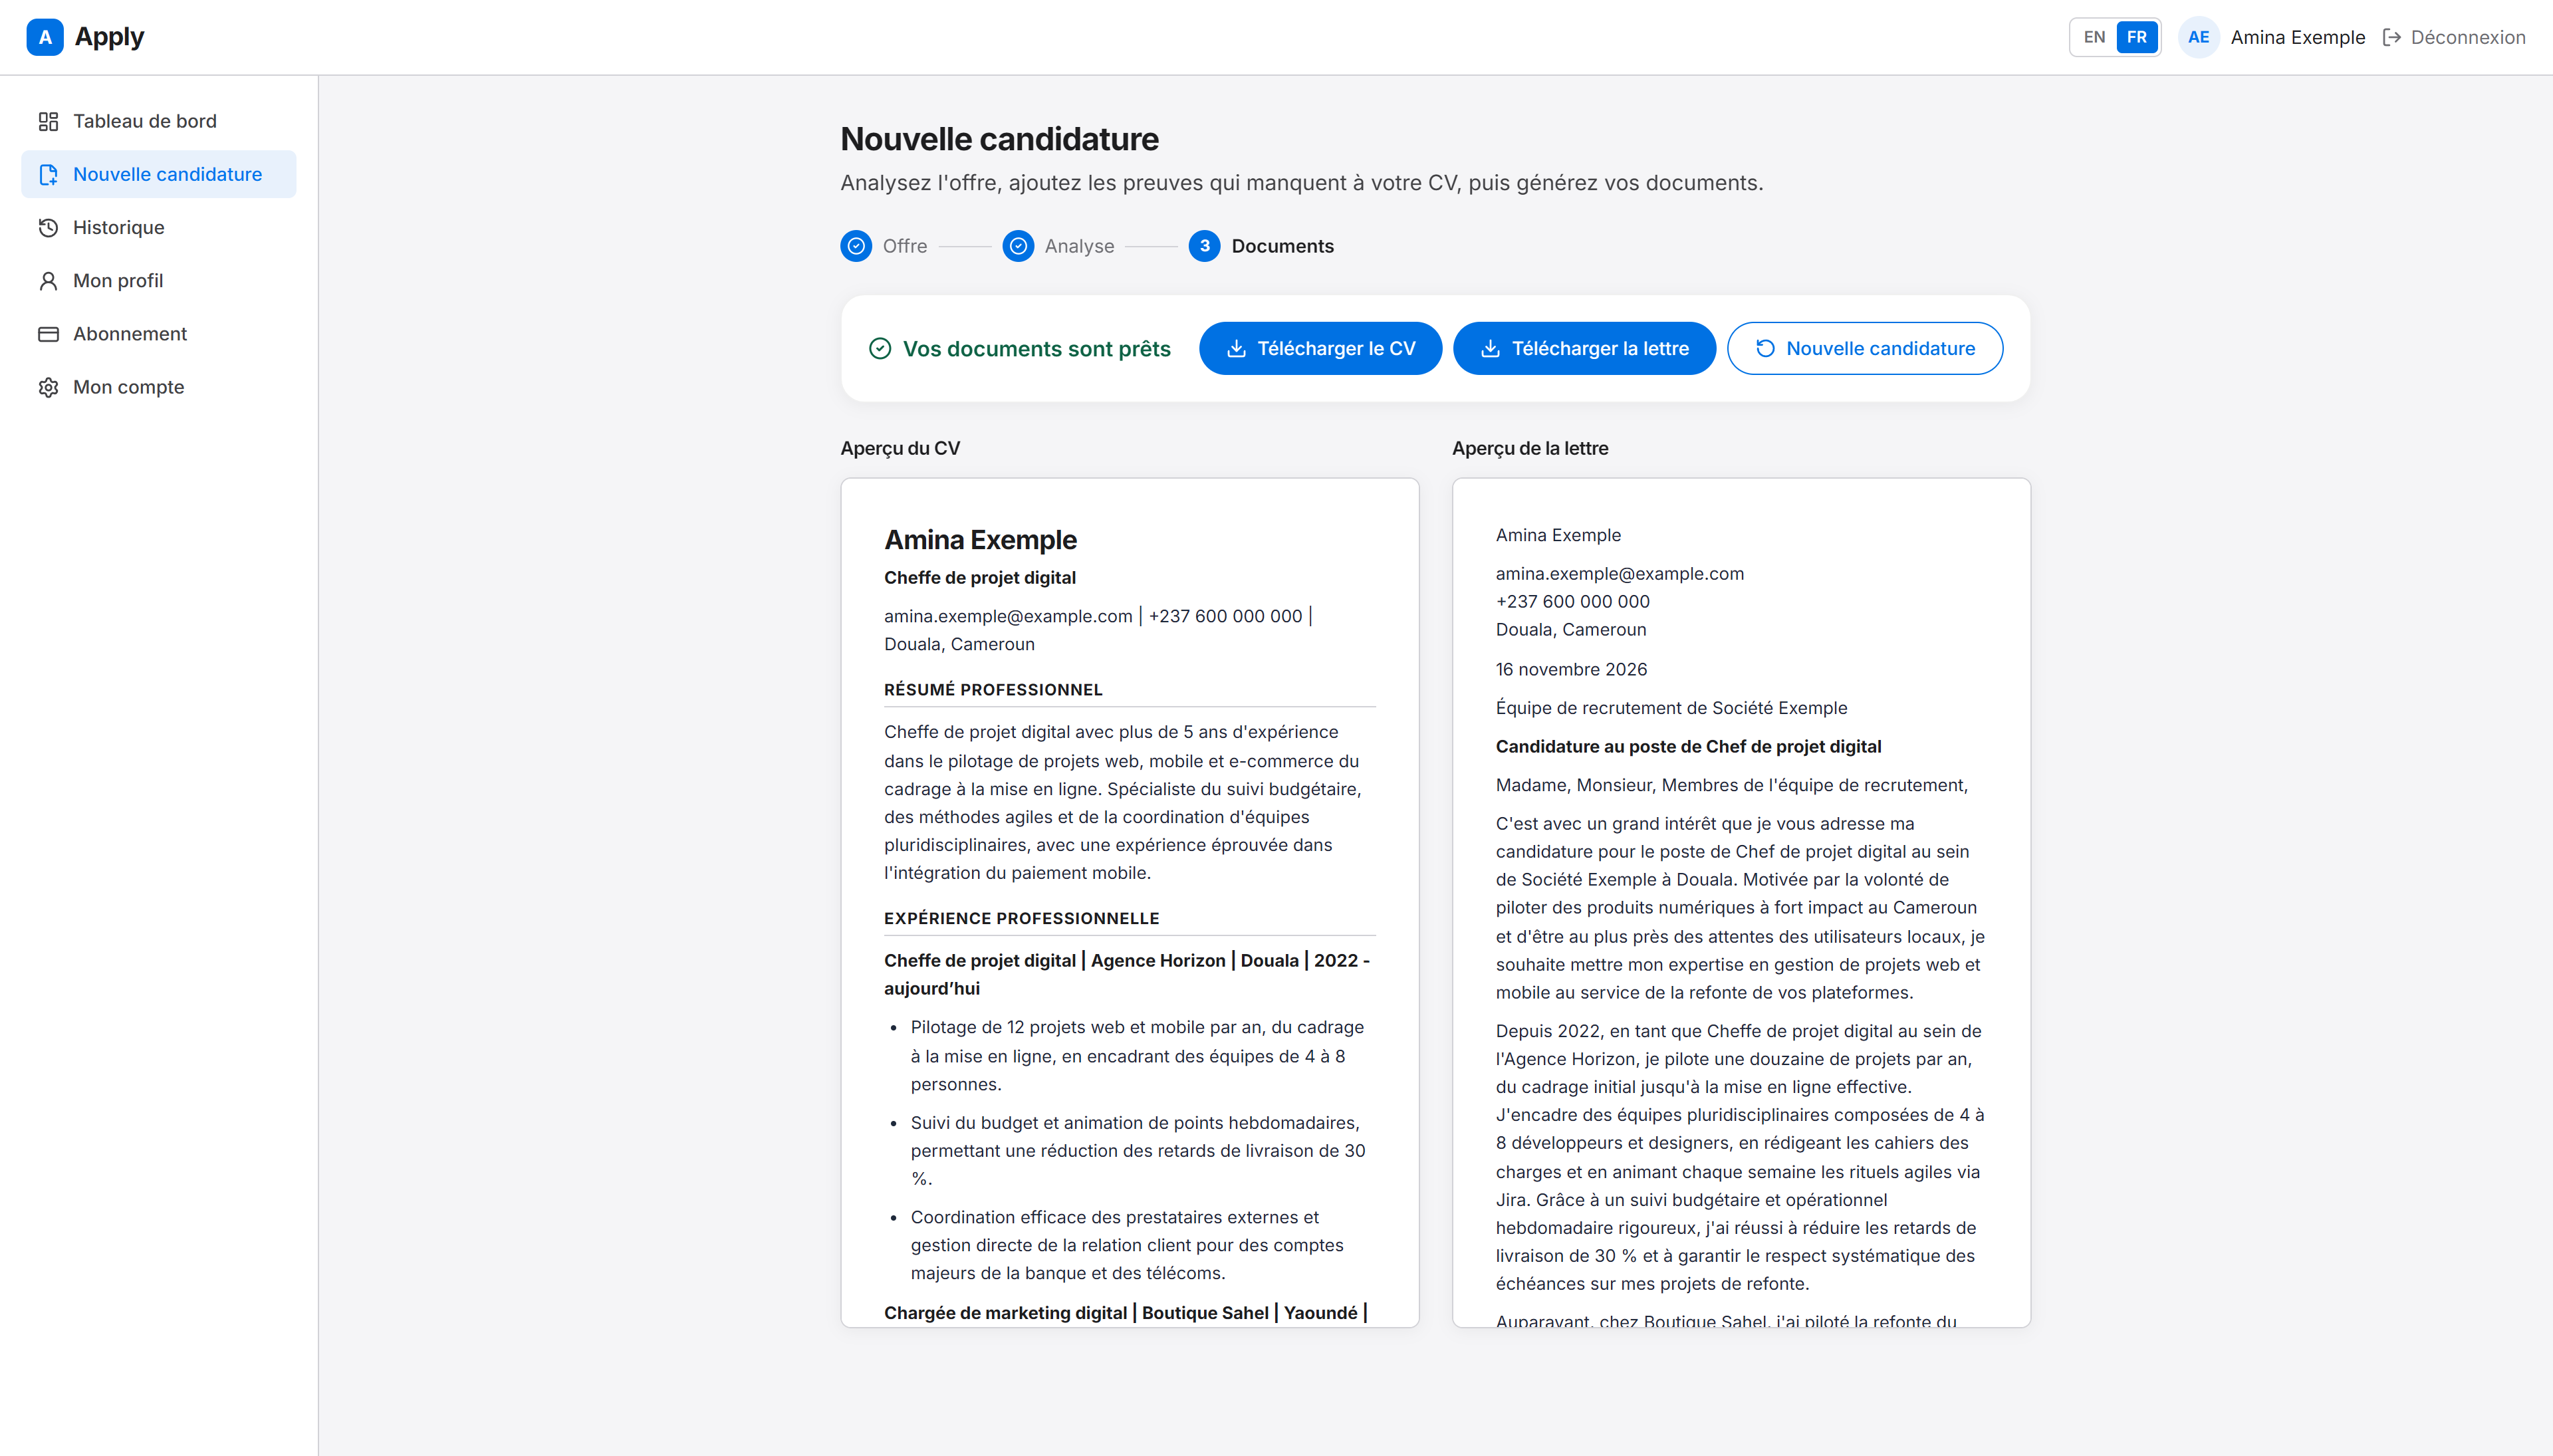 A Apply
EN FR AE Amina Exemple Déconnexion
Tableau de bord
Nouvelle candidature
Historique
Mon profil
Abonnement
Mon compte
Nouvelle candidature
Analysez l'offre, ajoutez les preuves qui manquent à votre CV, puis générez vos documents.
Offre Analyse 3 Documents
Vos documents sont prêts Télécharger le CV Télécharger la lettre Nouvelle candidature
Aperçu du CV
Amina Exemple
Cheffe de projet digital
amina.exemple@example.com | +237 600 000 000 |
Douala, Cameroun
RÉSUMÉ PROFESSIONNEL
Cheffe de projet digital avec plus de 5 ans d'expérience
dans le pilotage de projets web, mobile et e-commerce du
cadrage à la mise en ligne. Spécialiste du suivi budgétaire,
des méthodes agiles et de la coordination d'équipes
pluridisciplinaires, avec une expérience éprouvée dans
l'intégration du paiement mobile.
EXPÉRIENCE PROFESSIONNELLE
Cheffe de projet digital | Agence Horizon | Douala | 2022 -
aujourd’hui
• Pilotage de 12 projets web et mobile par an, du cadrage
à la mise en ligne, en encadrant des équipes de 4 à 8
personnes.
• Suivi du budget et animation de points hebdomadaires,
permettant une réduction des retards de livraison de 30
%.
• Coordination efficace des prestataires externes et
gestion directe de la relation client pour des comptes
majeurs de la banque et des télécoms.
Chargée de marketing digital | Boutique Sahel | Yaoundé |
Aperçu de la lettre
Amina Exemple
amina.exemple@example.com
+237 600 000 000
Douala, Cameroun
16 novembre 2026
Équipe de recrutement de Société Exemple
Candidature au poste de Chef de projet digital
Madame, Monsieur, Membres de l'équipe de recrutement,
C'est avec un grand intérêt que je vous adresse ma
candidature pour le poste de Chef de projet digital au sein
de Société Exemple à Douala. Motivée par la volonté de
piloter des produits numériques à fort impact au Cameroun
et d'être au plus près des attentes des utilisateurs locaux, je
souhaite mettre mon expertise en gestion de projets web et
mobile au service de la refonte de vos plateformes.
Depuis 2022, en tant que Cheffe de projet digital au sein de
l'Agence Horizon, je pilote une douzaine de projets par an,
du cadrage initial jusqu'à la mise en ligne effective.
J'encadre des équipes pluridisciplinaires composées de 4 à
8 développeurs et designers, en rédigeant les cahiers des
charges et en animant chaque semaine les rituels agiles via
Jira. Grâce à un suivi budgétaire et opérationnel
hebdomadaire rigoureux, j'ai réussi à réduire les retards de
livraison de 30 % et à garantir le respect systématique des
échéances sur mes projets de refonte.
Auparavant, chez Boutique Sahel, j'ai piloté la refonte du